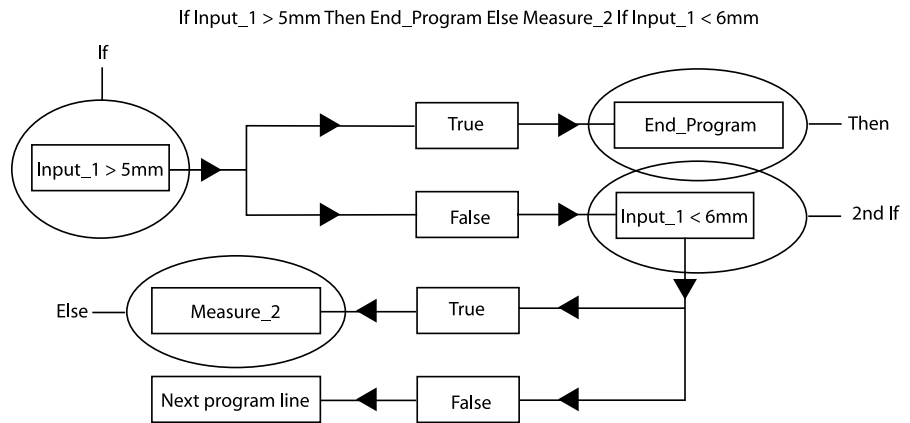 If Input_1 > 5mm Then End_Program Else Measure_2 If Input_1 < 6mm
If
True
End_Program
Then
Input_1 > 5mm
False
Input_1 < 6mm
2nd If
Else
Measure_2
True
Next program line
False